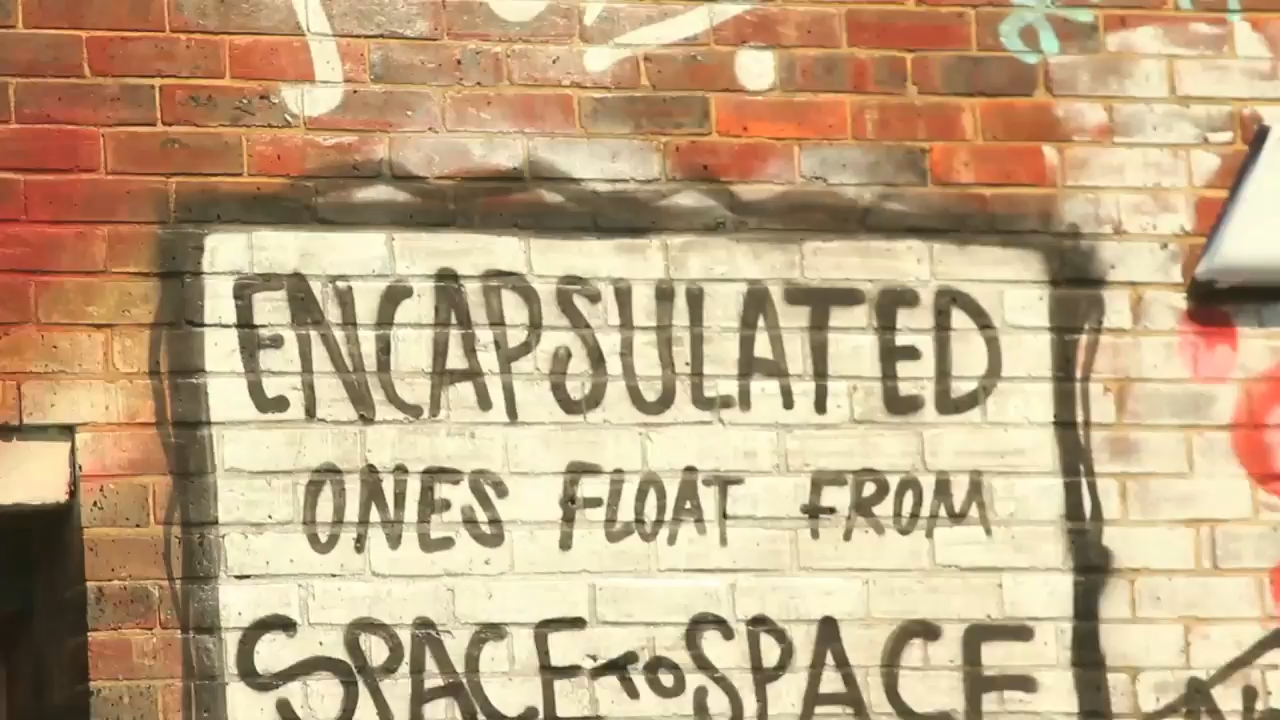 ENCAPSULATED
ONES FLOAT FROM
SPACE TO SPACE